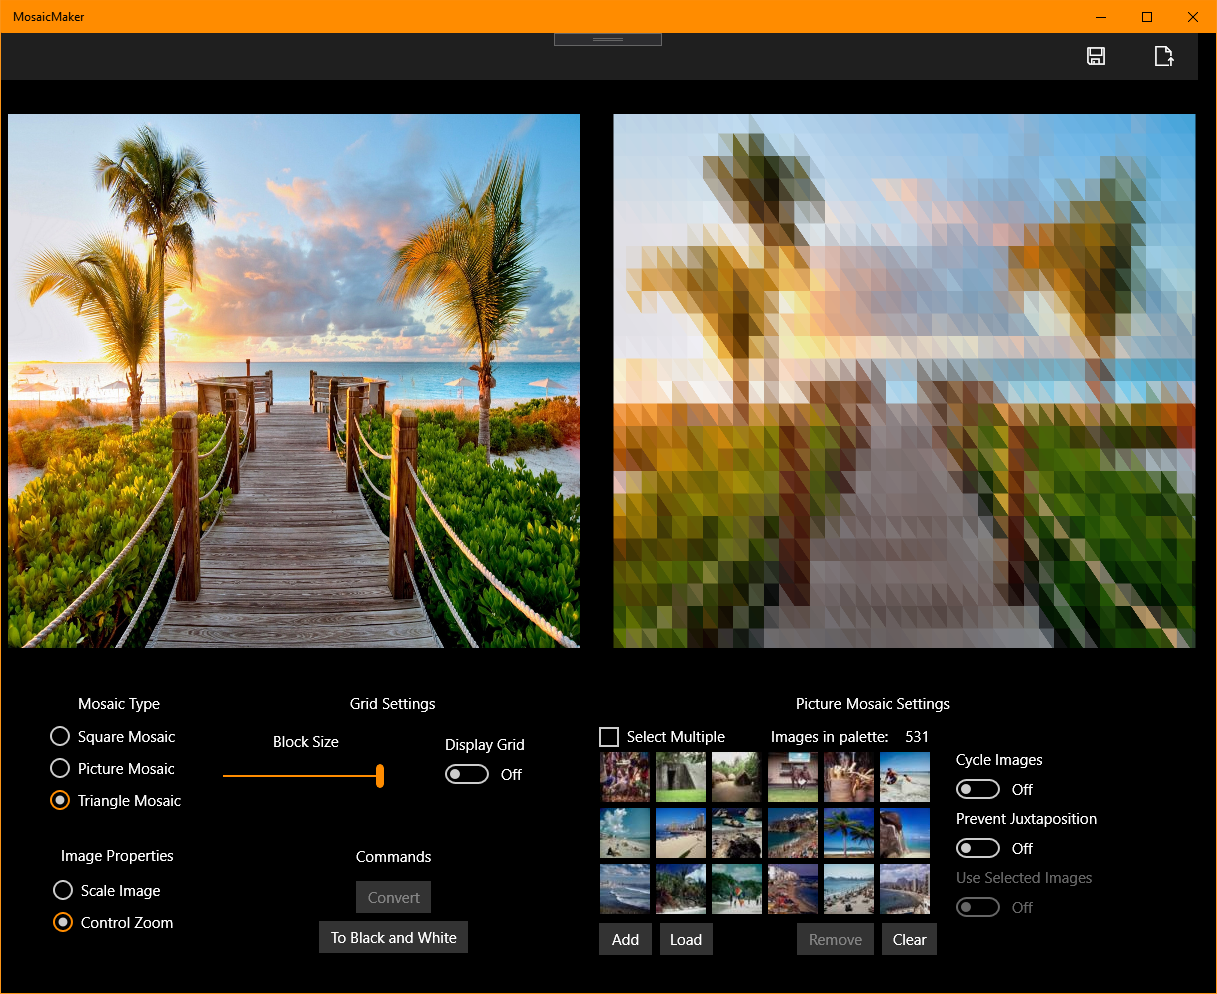 MosaicMaker
Mosaic Type
Square Mosaic
Picture Mosaic
Triangle Mosaic
Image Properties
Scale Image
Control Zoom
Grid Settings
Block Size
Display Grid
Off
Commands
Convert
To Black and White
Picture Mosaic Settings
Select Multiple
Images in palette: 531
Add
Load
Remove
Clear
Cycle Images
Off
Prevent Juxtaposition
Off
Use Selected Images
Off